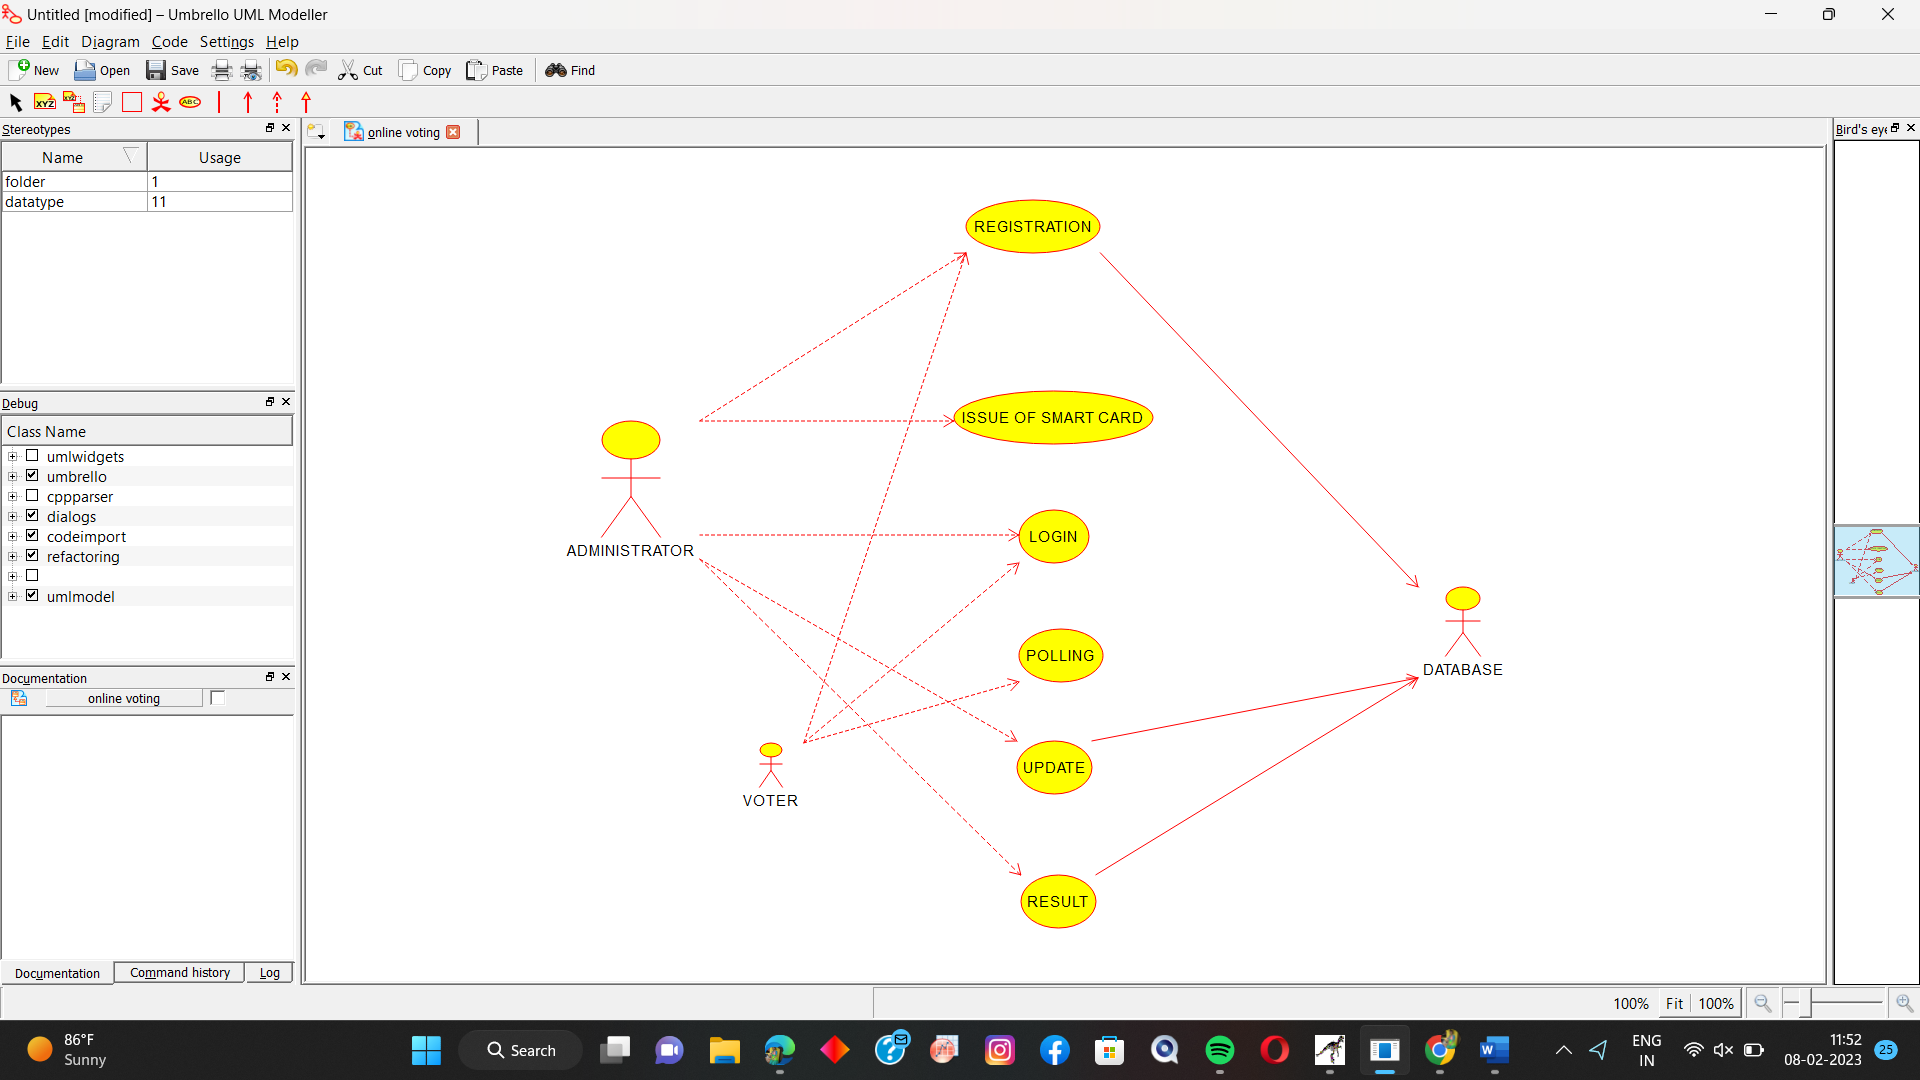 Untitled [modified] – Umbrello UML Modeller
File Edit Diagram Code Settings Help
New Open Save Cut Copy Paste Find
XYZ XYZ ABC
Stereotypes
Name Usage
folder 1
datatype 11
Debug
Class Name
umlwidgets
umbrello
cppparser
dialogs
codeimport
refactoring
umlmodel
Documentation
online voting
Documentation Command history Log
online voting
REGISTRATION
ISSUE OF SMART CARD
ADMINISTRATOR
LOGIN
POLLING
DATABASE
UPDATE
VOTER
RESULT
Bird's eye
100% Fit 100%
86°F
Sunny
Search
ENG
IN
11:52
08-02-2023
25